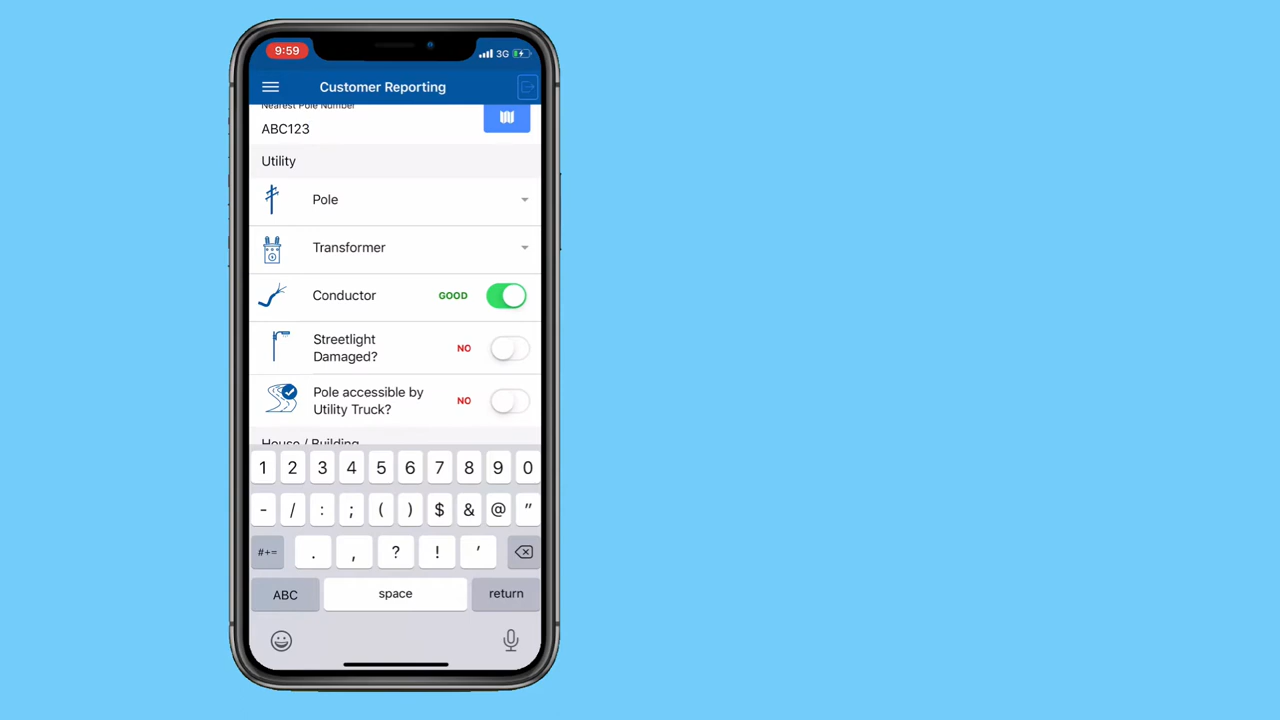 9:59
3G
Customer Reporting
Nearest Pole Number
ABC123
Utility
Pole
Transformer
Conductor GOOD
Streetlight
Damaged?
NO
Pole accessible by
Utility Truck?
NO
House / Building
1 2 3 4 5 6 7 8 9 0
- / : ; ( ) $ & @ "
#+= . , ? ! '
ABC space return